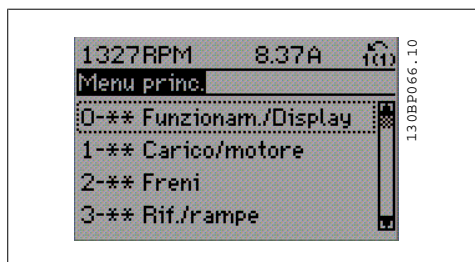 1327RPM 8.37A 1(1)
Menu princ.
0-** Funzionam./Display
1-** Carico/motore
2-** Freni
3-** Rif./rampe
130BP066.10